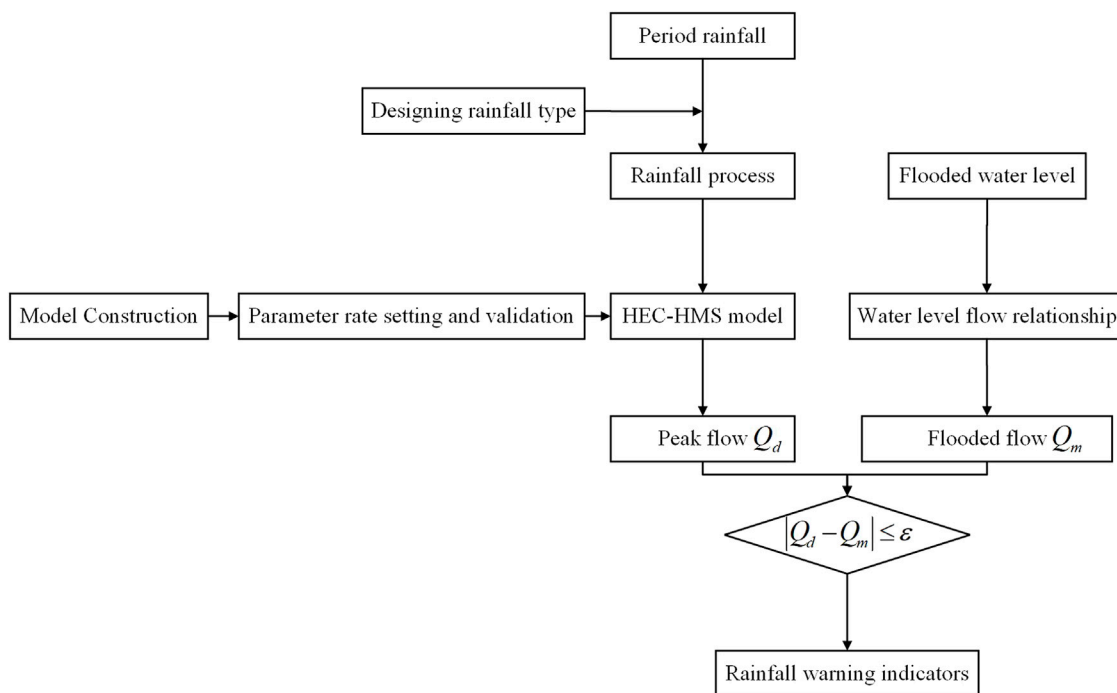 Period rainfall
Designing rainfall type
Rainfall process
Flooded water level
Model Construction
Parameter rate setting and validation
HEC-HMS model
Water level flow relationship
Peak flow Q_d
Flooded flow Q_m
|Q_d − Q_m| ≤ ε
Rainfall warning indicators